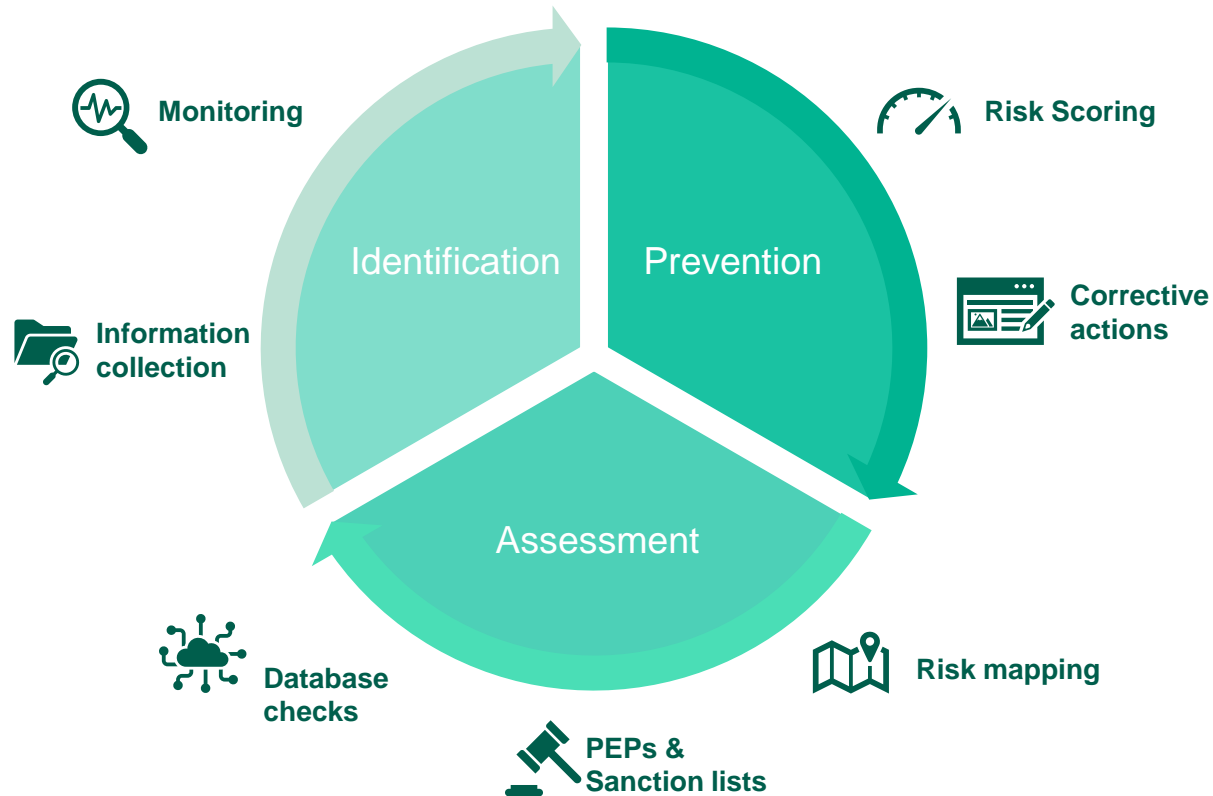 Monitoring
Risk Scoring
Identification
Prevention
Information
collection
Corrective
actions
Assessment
Database
checks
Risk mapping
PEPs &
Sanction lists